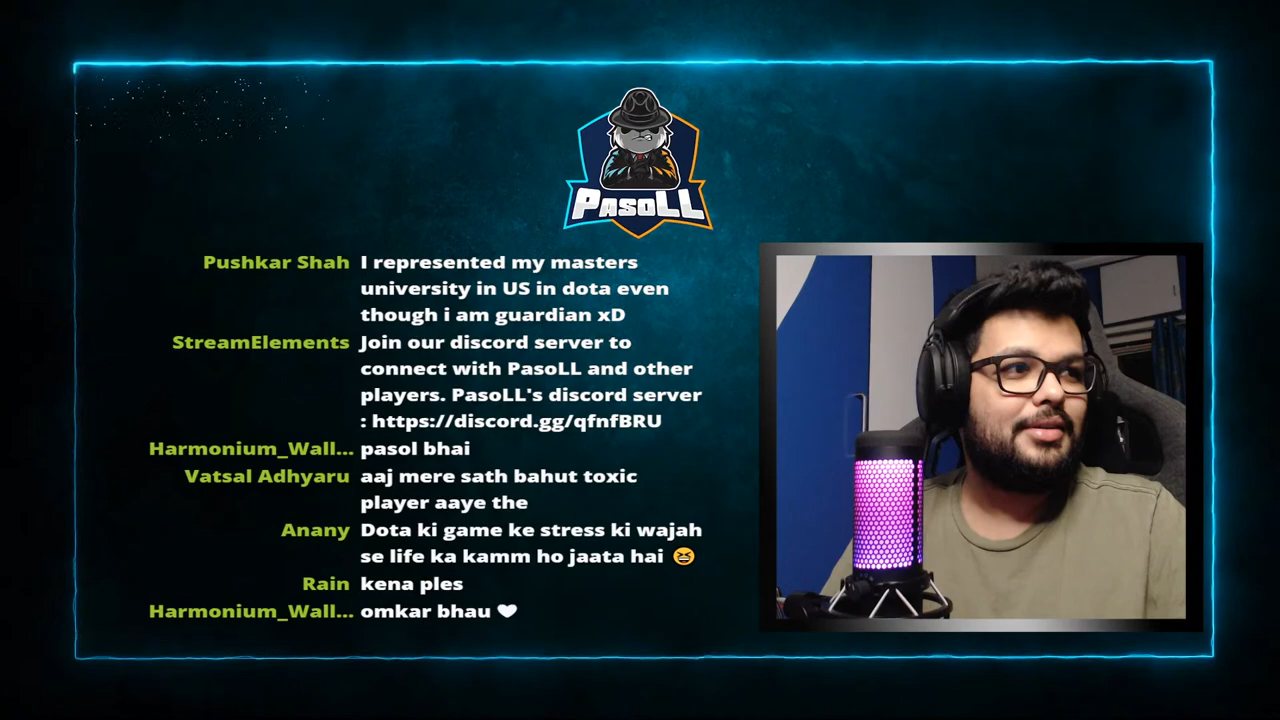 PASOLL
Pushkar Shah I represented my masters
university in US in dota even
though i am guardian xD
StreamElements Join our discord server to
connect with PasoLL and other
players. PasoLL's discord server
: https://discord.gg/qfnfBRU
Harmonium_Wall... pasol bhai
Vatsal Adhyaru aaj mere sath bahut toxic
player aaye the
Anany Dota ki game ke stress ki wajah
se life ka kamm ho jaata hai 😆
Rain kena ples
Harmonium_Wall... omkar bhau 🤍